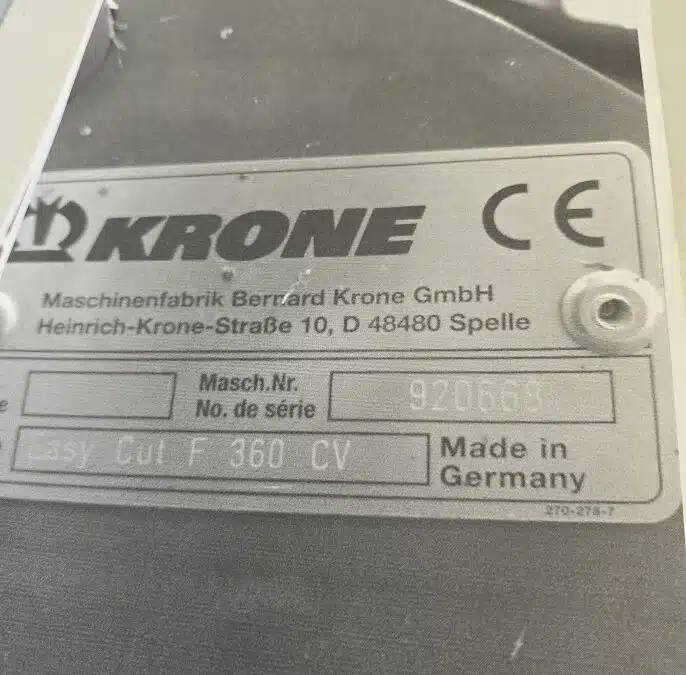 KRONE CE
Maschinenfabrik Bernard Krone GmbH
Heinrich-Krone-Straße 10, D 48480 Spelle
Masch.Nr.
No. de série
920668
Easy Cut F 360 CV
Made in
Germany
270-278-7